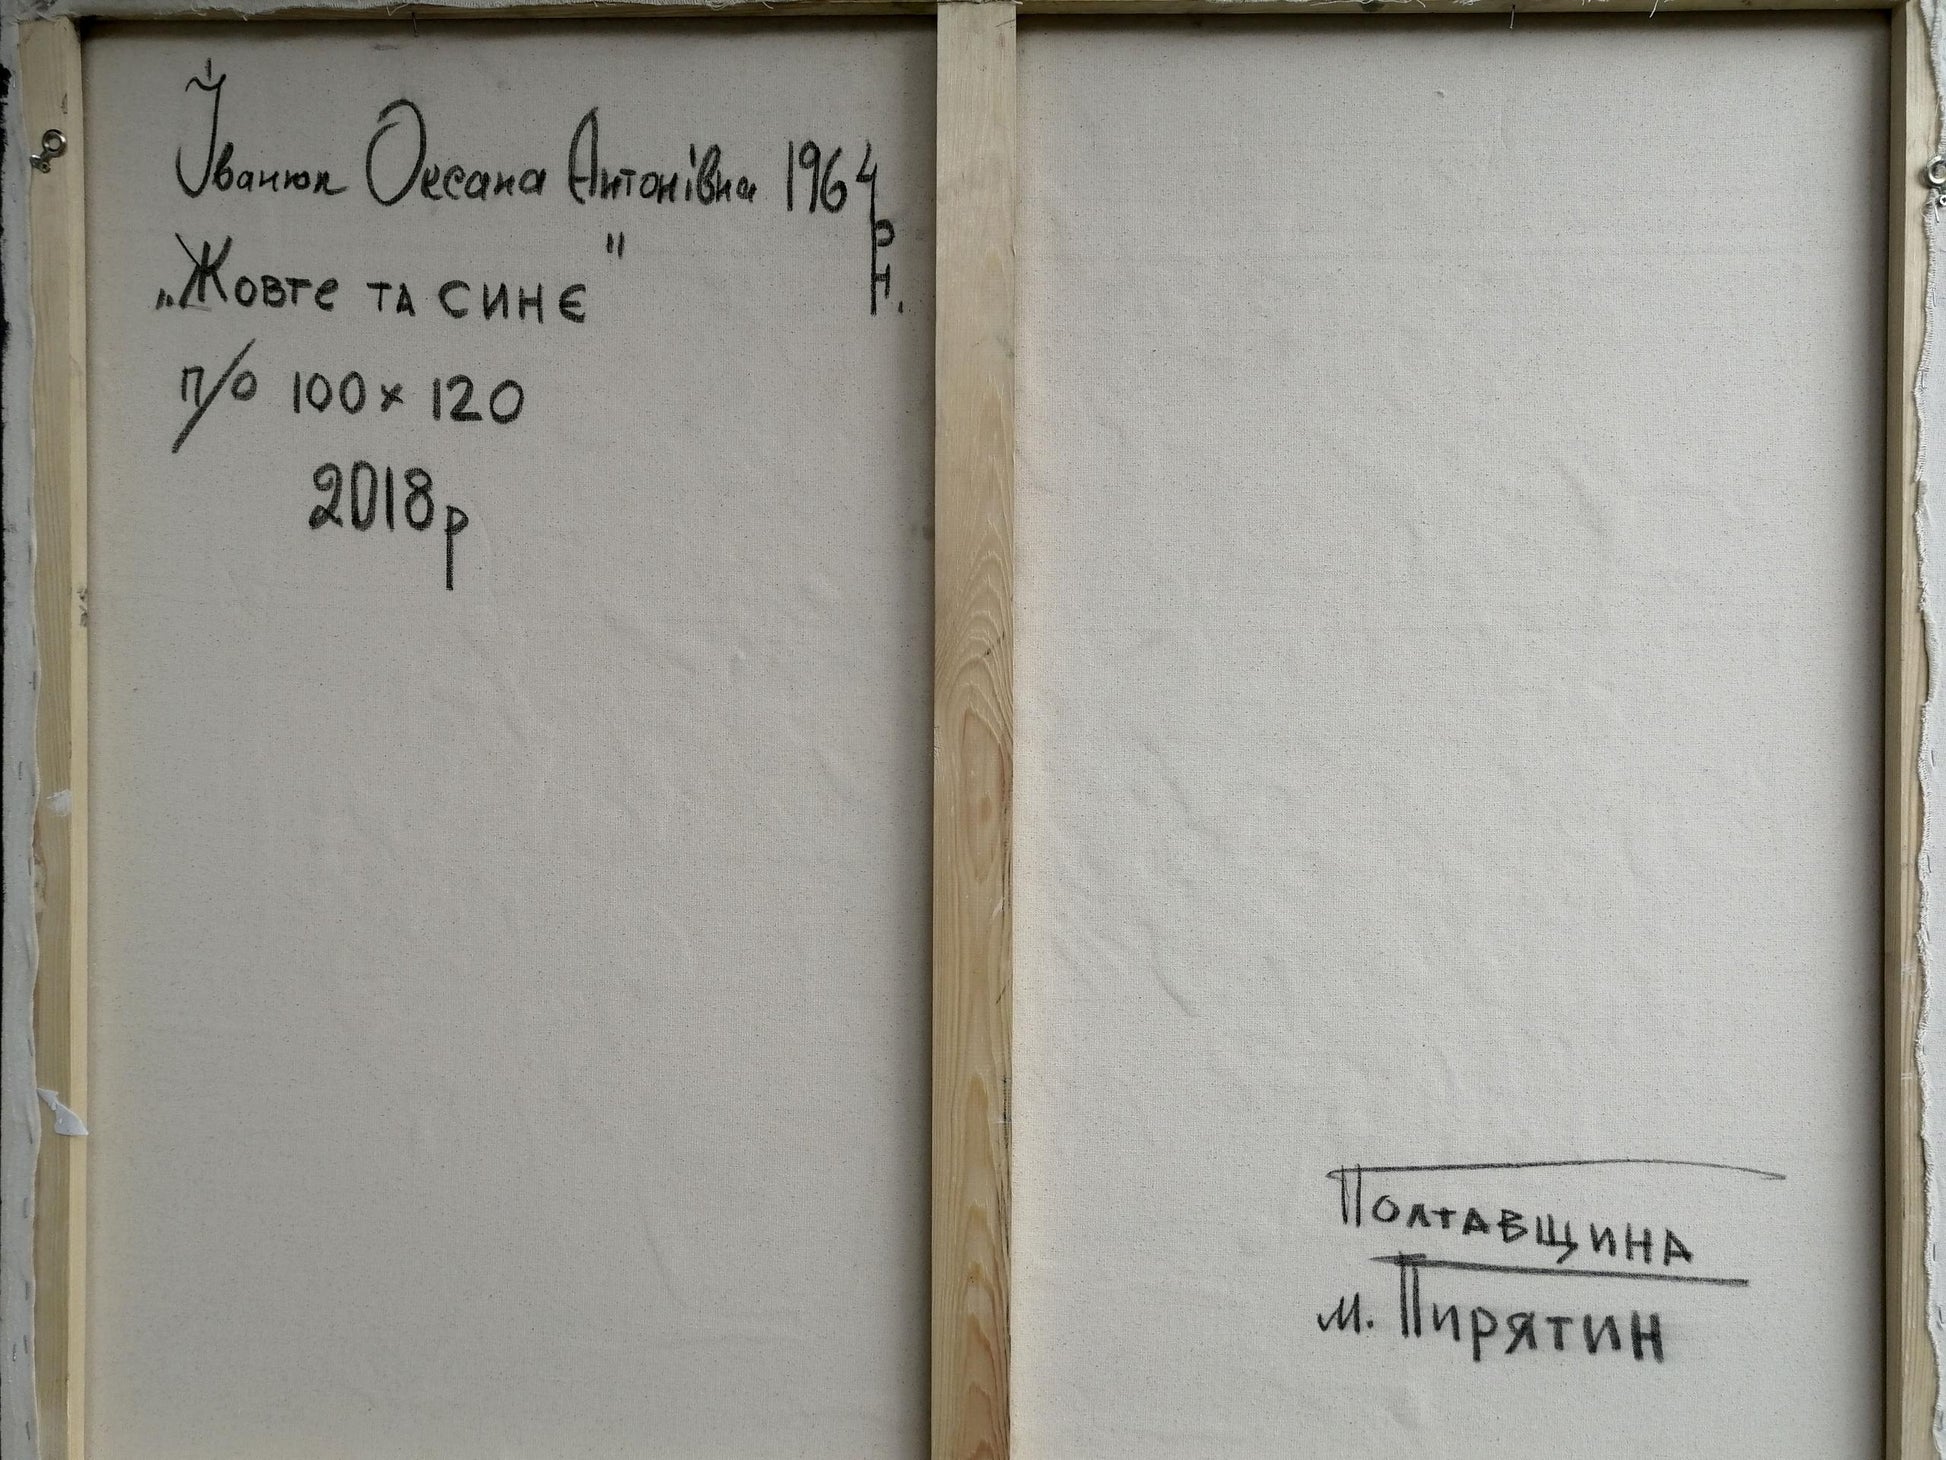 Іванюк Оксана Антонівна 1964 р н.
„Жовте та синє"
п/о 100 х 120
2018р
Полтавщина
м. Пирятин